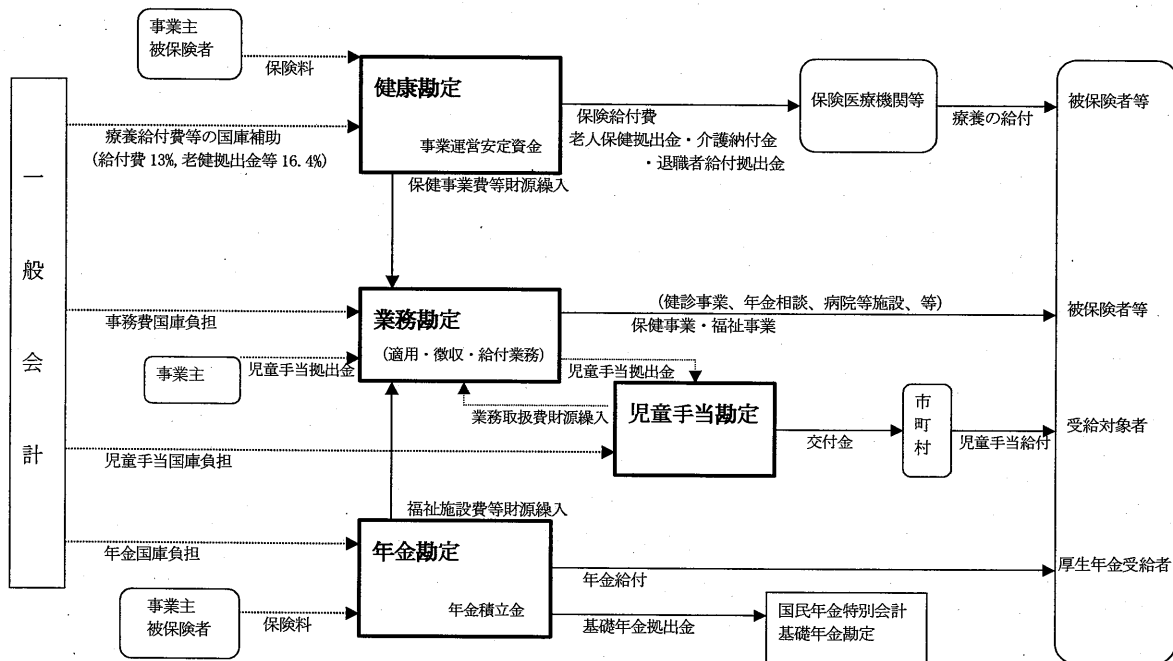 事業主
被保険者
保険料
健康勘定
事業運営安定資金
療養給付費等の国庫補助
(給付費13%, 老健拠出金等16.4%)
保険給付費
老人保健拠出金・介護納付金
・退職者給付拠出金
保険医療機関等
療養の給付
被保険者等
保健事業費等財源繰入
一般会計
事務費国庫負担
業務勘定
(適用・徴収・給付業務)
(健診事業、年金相談、病院等施設、等)
保健事業・福祉事業
被保険者等
事業主
児童手当拠出金
児童手当拠出金
業務取扱費財源繰入
児童手当勘定
交付金
市町村
児童手当給付
受給対象者
児童手当国庫負担
福祉施設費等財源繰入
年金国庫負担
年金勘定
年金積立金
年金給付
厚生年金受給者
事業主
被保険者
保険料
基礎年金拠出金
国民年金特別会計
基礎年金勘定